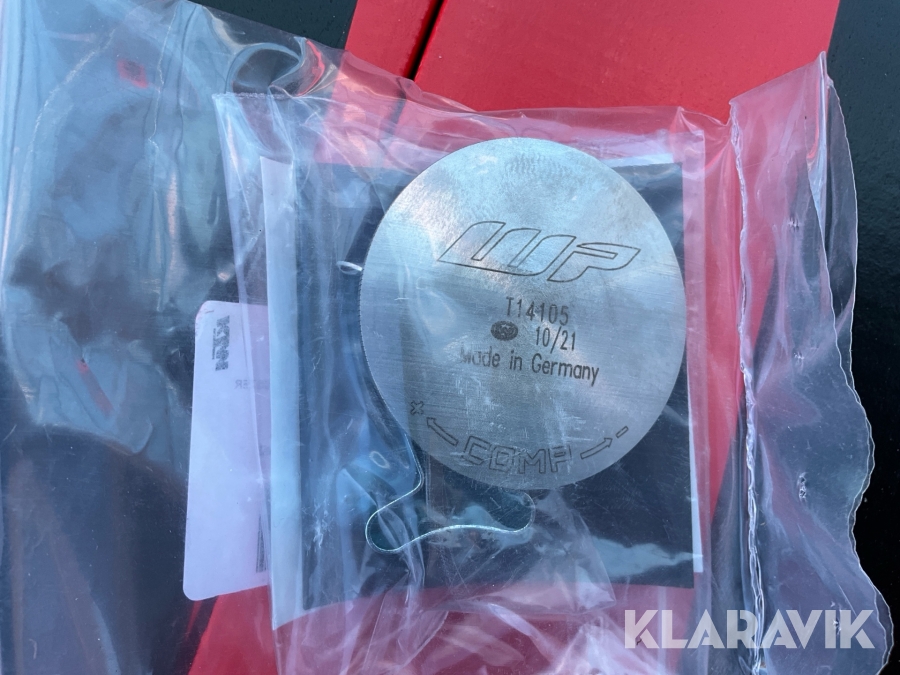 WP
T14105
10/21
Made in Germany
+ ← COMP → -
KLARAVIK